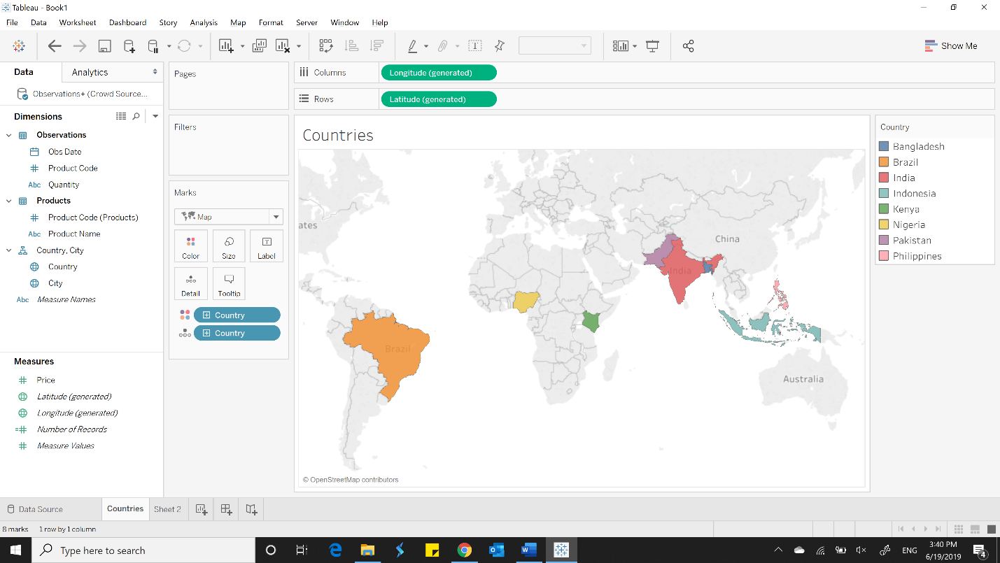 Tableau - Book1
File Data Worksheet Dashboard Story Analysis Map Format Server Window Help
Show Me
Data Analytics
Observations+ (Crowd Source...
Dimensions
Observations
Obs Date
Product Code
Abc Quantity
Products
Product Code (Products)
Abc Product Name
Country, City
Country
City
Abc Measure Names
Measures
Price
Latitude (generated)
Longitude (generated)
Number of Records
Measure Values
Pages
Filters
Marks
Map
Color Size Label
Detail Tooltip
Country
Country
Columns Longitude (generated)
Rows Latitude (generated)
Countries
ates
China
India
Brazil
Australia
© OpenStreetMap contributors
Country
Bangladesh
Brazil
India
Indonesia
Kenya
Nigeria
Pakistan
Philippines
Data Source Countries Sheet 2
8 marks 1 row by 1 column
Type here to search
ENG
3:40 PM
6/19/2019
4